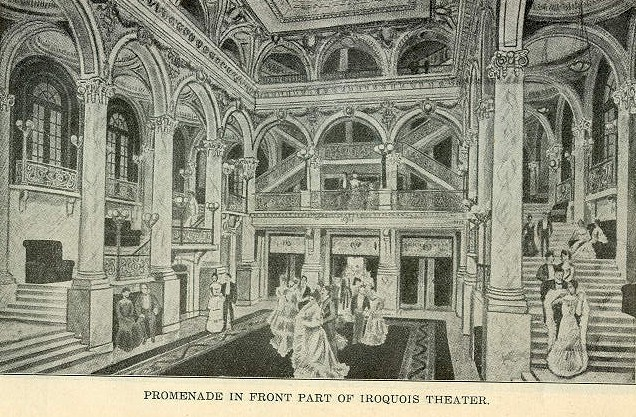 PROMENADE IN FRONT PART OF IROQUOIS THEATER.